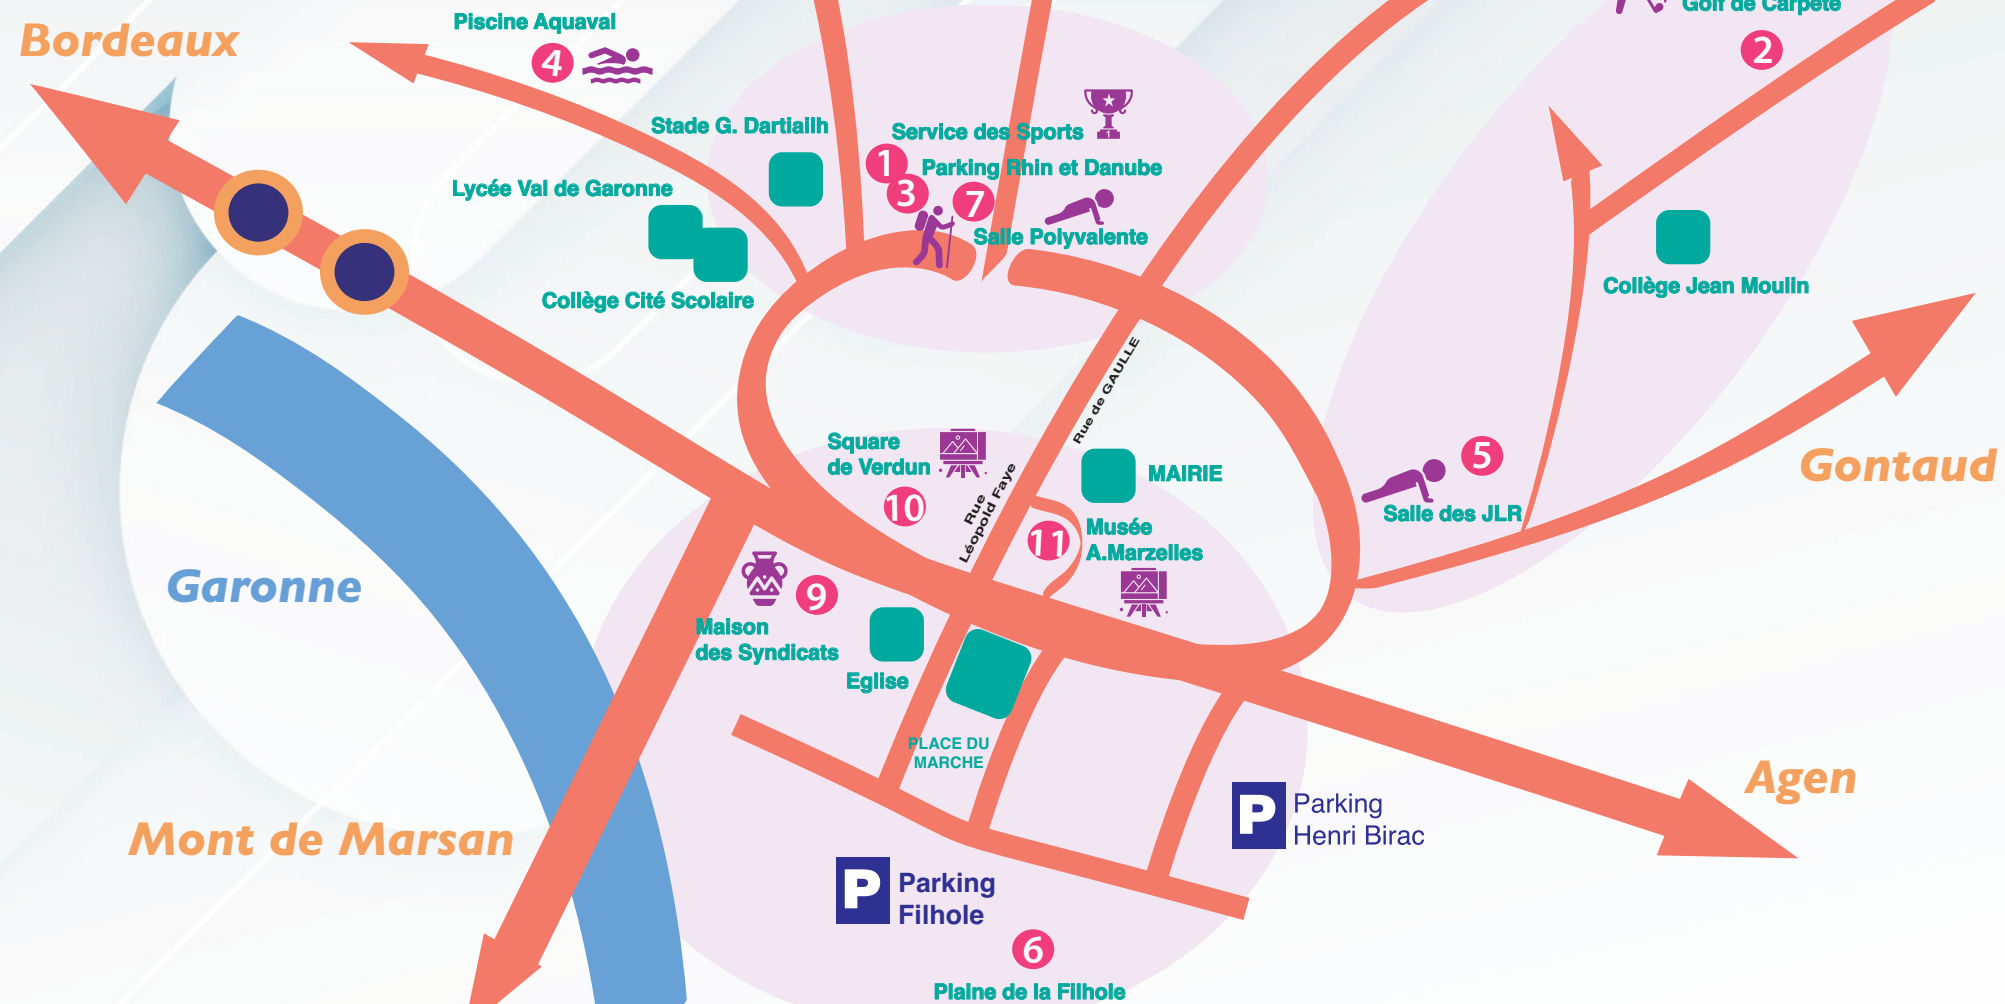 Golf de Carpete
2
Bordeaux
Piscine Aquaval
4
Stade G. Dartiailh
Service des Sports
1
1
Parking Rhin et Danube
3
7
Lycée Val de Garonne
Salle Polyvalente
Collège Cité Scolaire
Collège Jean Moulin
Rue de GAULLE
Square
de Verdun
10
Rue
Léopold Faye
MAIRIE
5
Salle des JLR
Gontaud
11
Musée
A.Marzelles
Garonne
9
Maison
des Syndicats
Eglise
PLACE DU
MARCHE
Agen
Mont de Marsan
P
Parking
Henri Birac
P
Parking
Filhole
6
Plaine de la Filhole